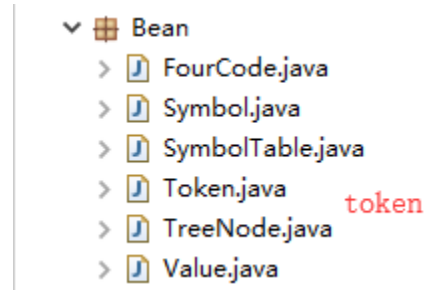 Bean
FourCode.java
Symbol.java
SymbolTable.java
Token.java
token
TreeNode.java
Value.java